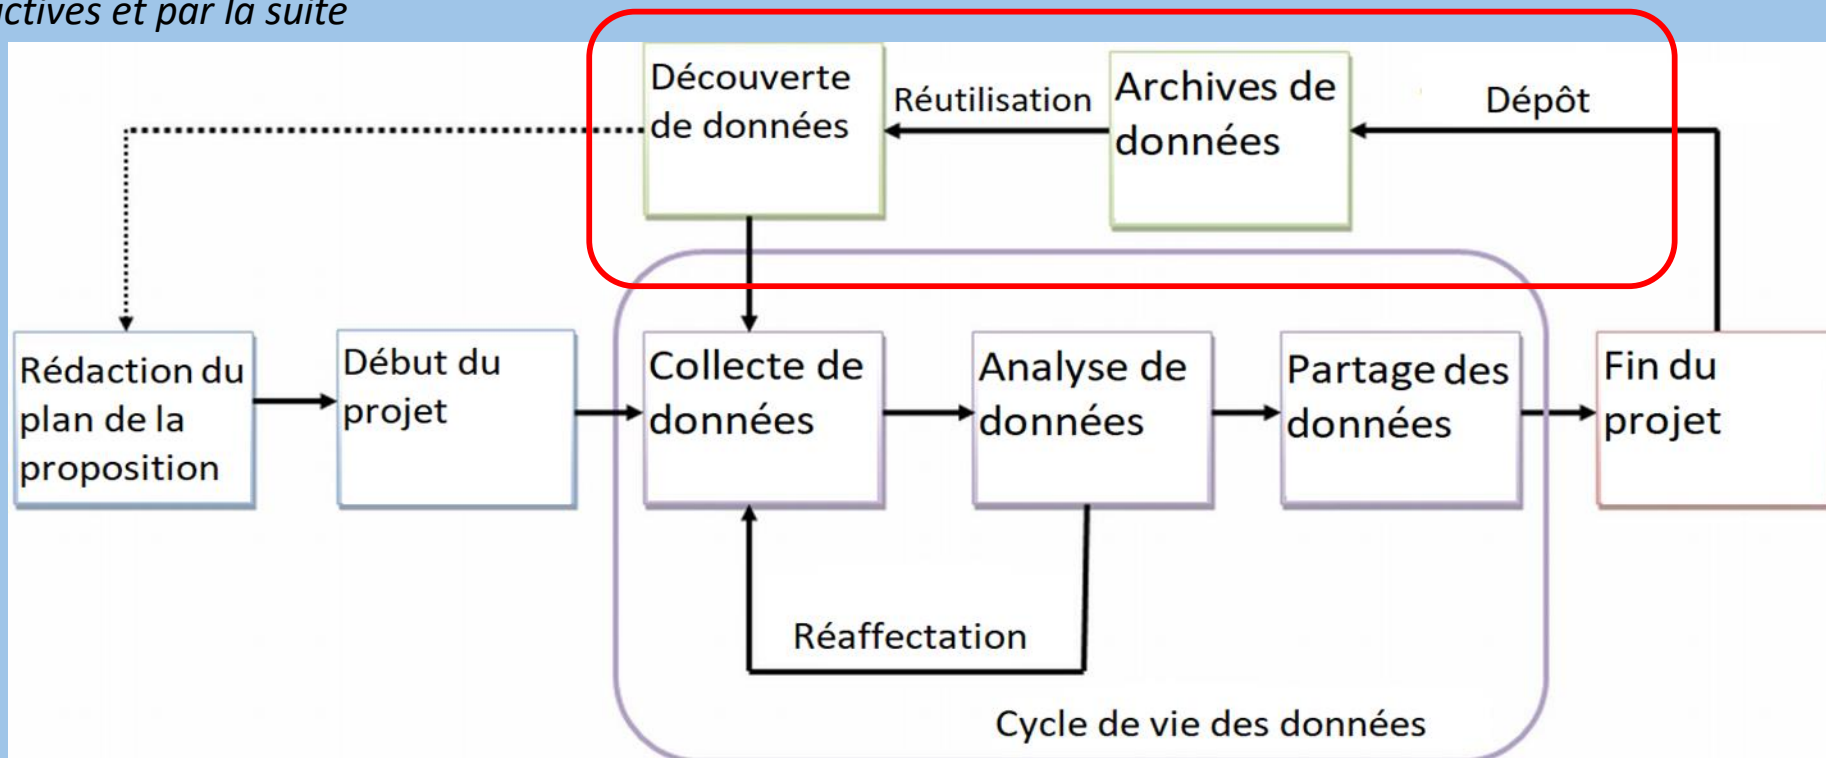 actives et par la suite
Découverte
de données
Réutilisation
Archives de
données
Dépôt
Rédaction du
plan de la
proposition
Début du
projet
Collecte de
données
Analyse de
données
Partage des
données
Fin du
projet
Réaffectation
Cycle de vie des données